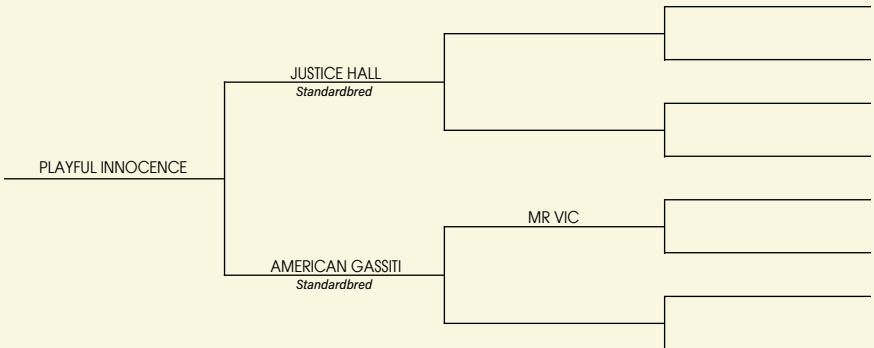 JUSTICE HALL
Standardbred
PLAYFUL INNOCENCE
MR VIC
AMERICAN GASSITI
Standardbred